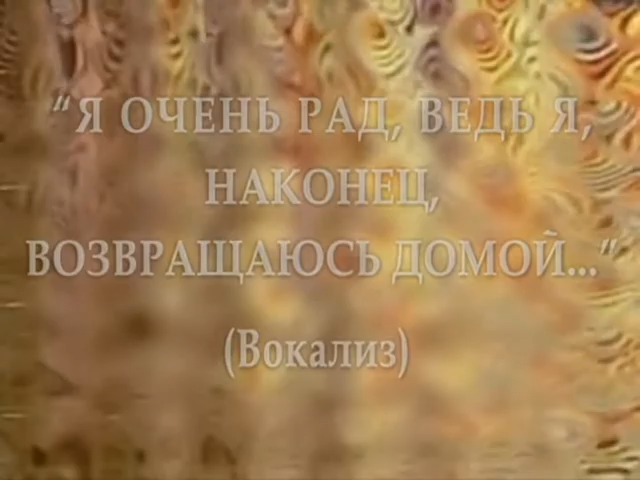 “Я ОЧЕНЬ РАД, ВЕДЬ Я,
НАКОНЕЦ,
ВОЗВРАЩАЮСЬ ДОМОЙ...”
(Вокализ)